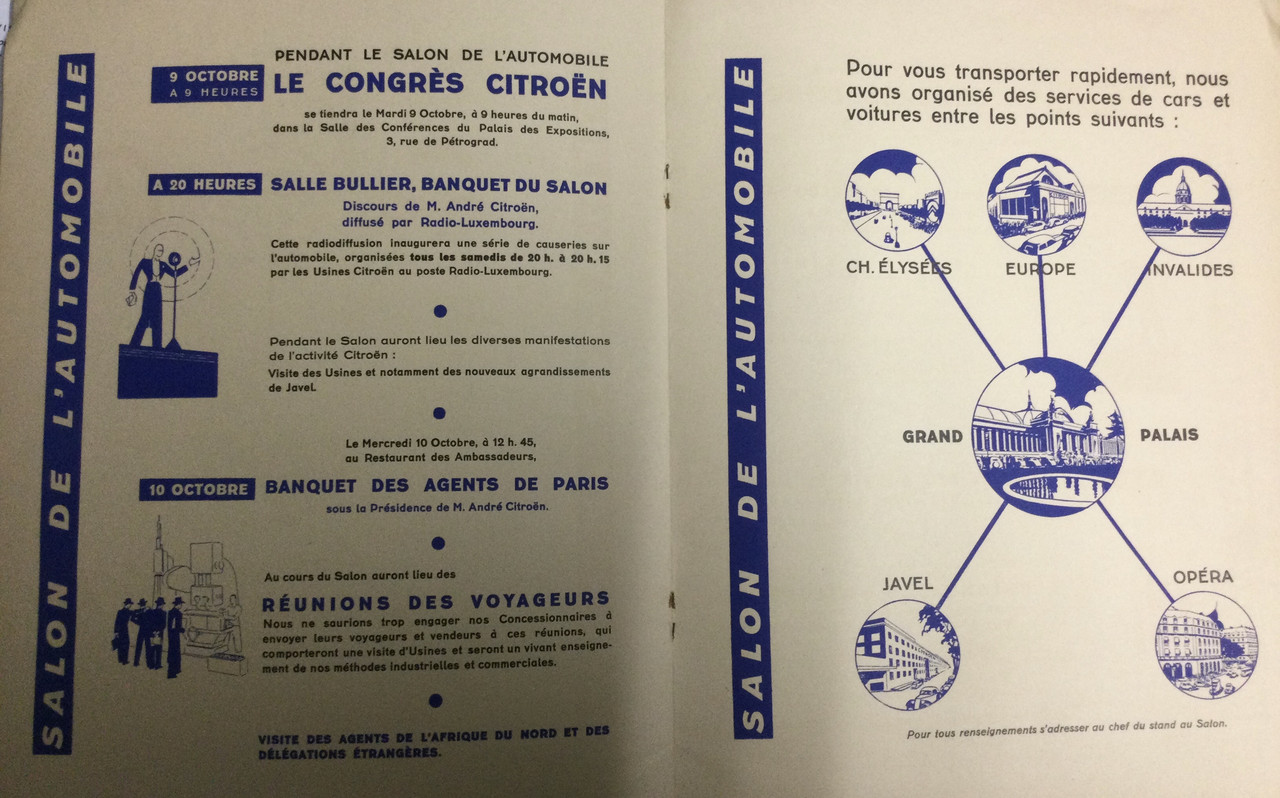 SALON DE L'AUTOMOBILE
PENDANT LE SALON DE L'AUTOMOBILE
9 OCTOBRE
A 9 HEURES
LE CONGRÈS CITROËN
se tiendra le Mardi 9 Octobre, à 9 heures du matin,
dans la Salle des Conférences du Palais des Expositions,
3, rue de Pétrograd.
A 20 HEURES
SALLE BULLIER, BANQUET DU SALON
Discours de M. André Citroën,
diffusé par Radio-Luxembourg.
Cette radiodiffusion inaugurera une série de causeries sur
l'automobile, organisées tous les samedis de 20 h. à 20 h. 15
par les Usines Citroën au poste Radio-Luxembourg.
Pendant le Salon auront lieu les diverses manifestations
de l'activité Citroën :
Visite des Usines et notamment des nouveaux agrandissements
de Javel.
Le Mercredi 10 Octobre, à 12 h. 45,
au Restaurant des Ambassadeurs,
10 OCTOBRE
BANQUET DES AGENTS DE PARIS
sous la Présidence de M. André Citroën.
Au cours du Salon auront lieu des
RÉUNIONS DES VOYAGEURS
Nous ne saurions trop engager nos Concessionnaires à
envoyer leurs voyageurs et vendeurs à ces réunions, qui
comporteront une visite d'Usines et seront un vivant enseigne-
ment de nos méthodes industrielles et commerciales.
VISITE DES AGENTS DE L'AFRIQUE DU NORD ET DES
DÉLÉGATIONS ÉTRANGÈRES.
SALON DE L'AUTOMOBILE
Pour vous transporter rapidement, nous
avons organisé des services de cars et
voitures entre les points suivants :
CH. ÉLYSÉES
EUROPE
INVALIDES
GRAND PALAIS
JAVEL
OPÉRA
Pour tous renseignements s'adresser au chef du stand au Salon.